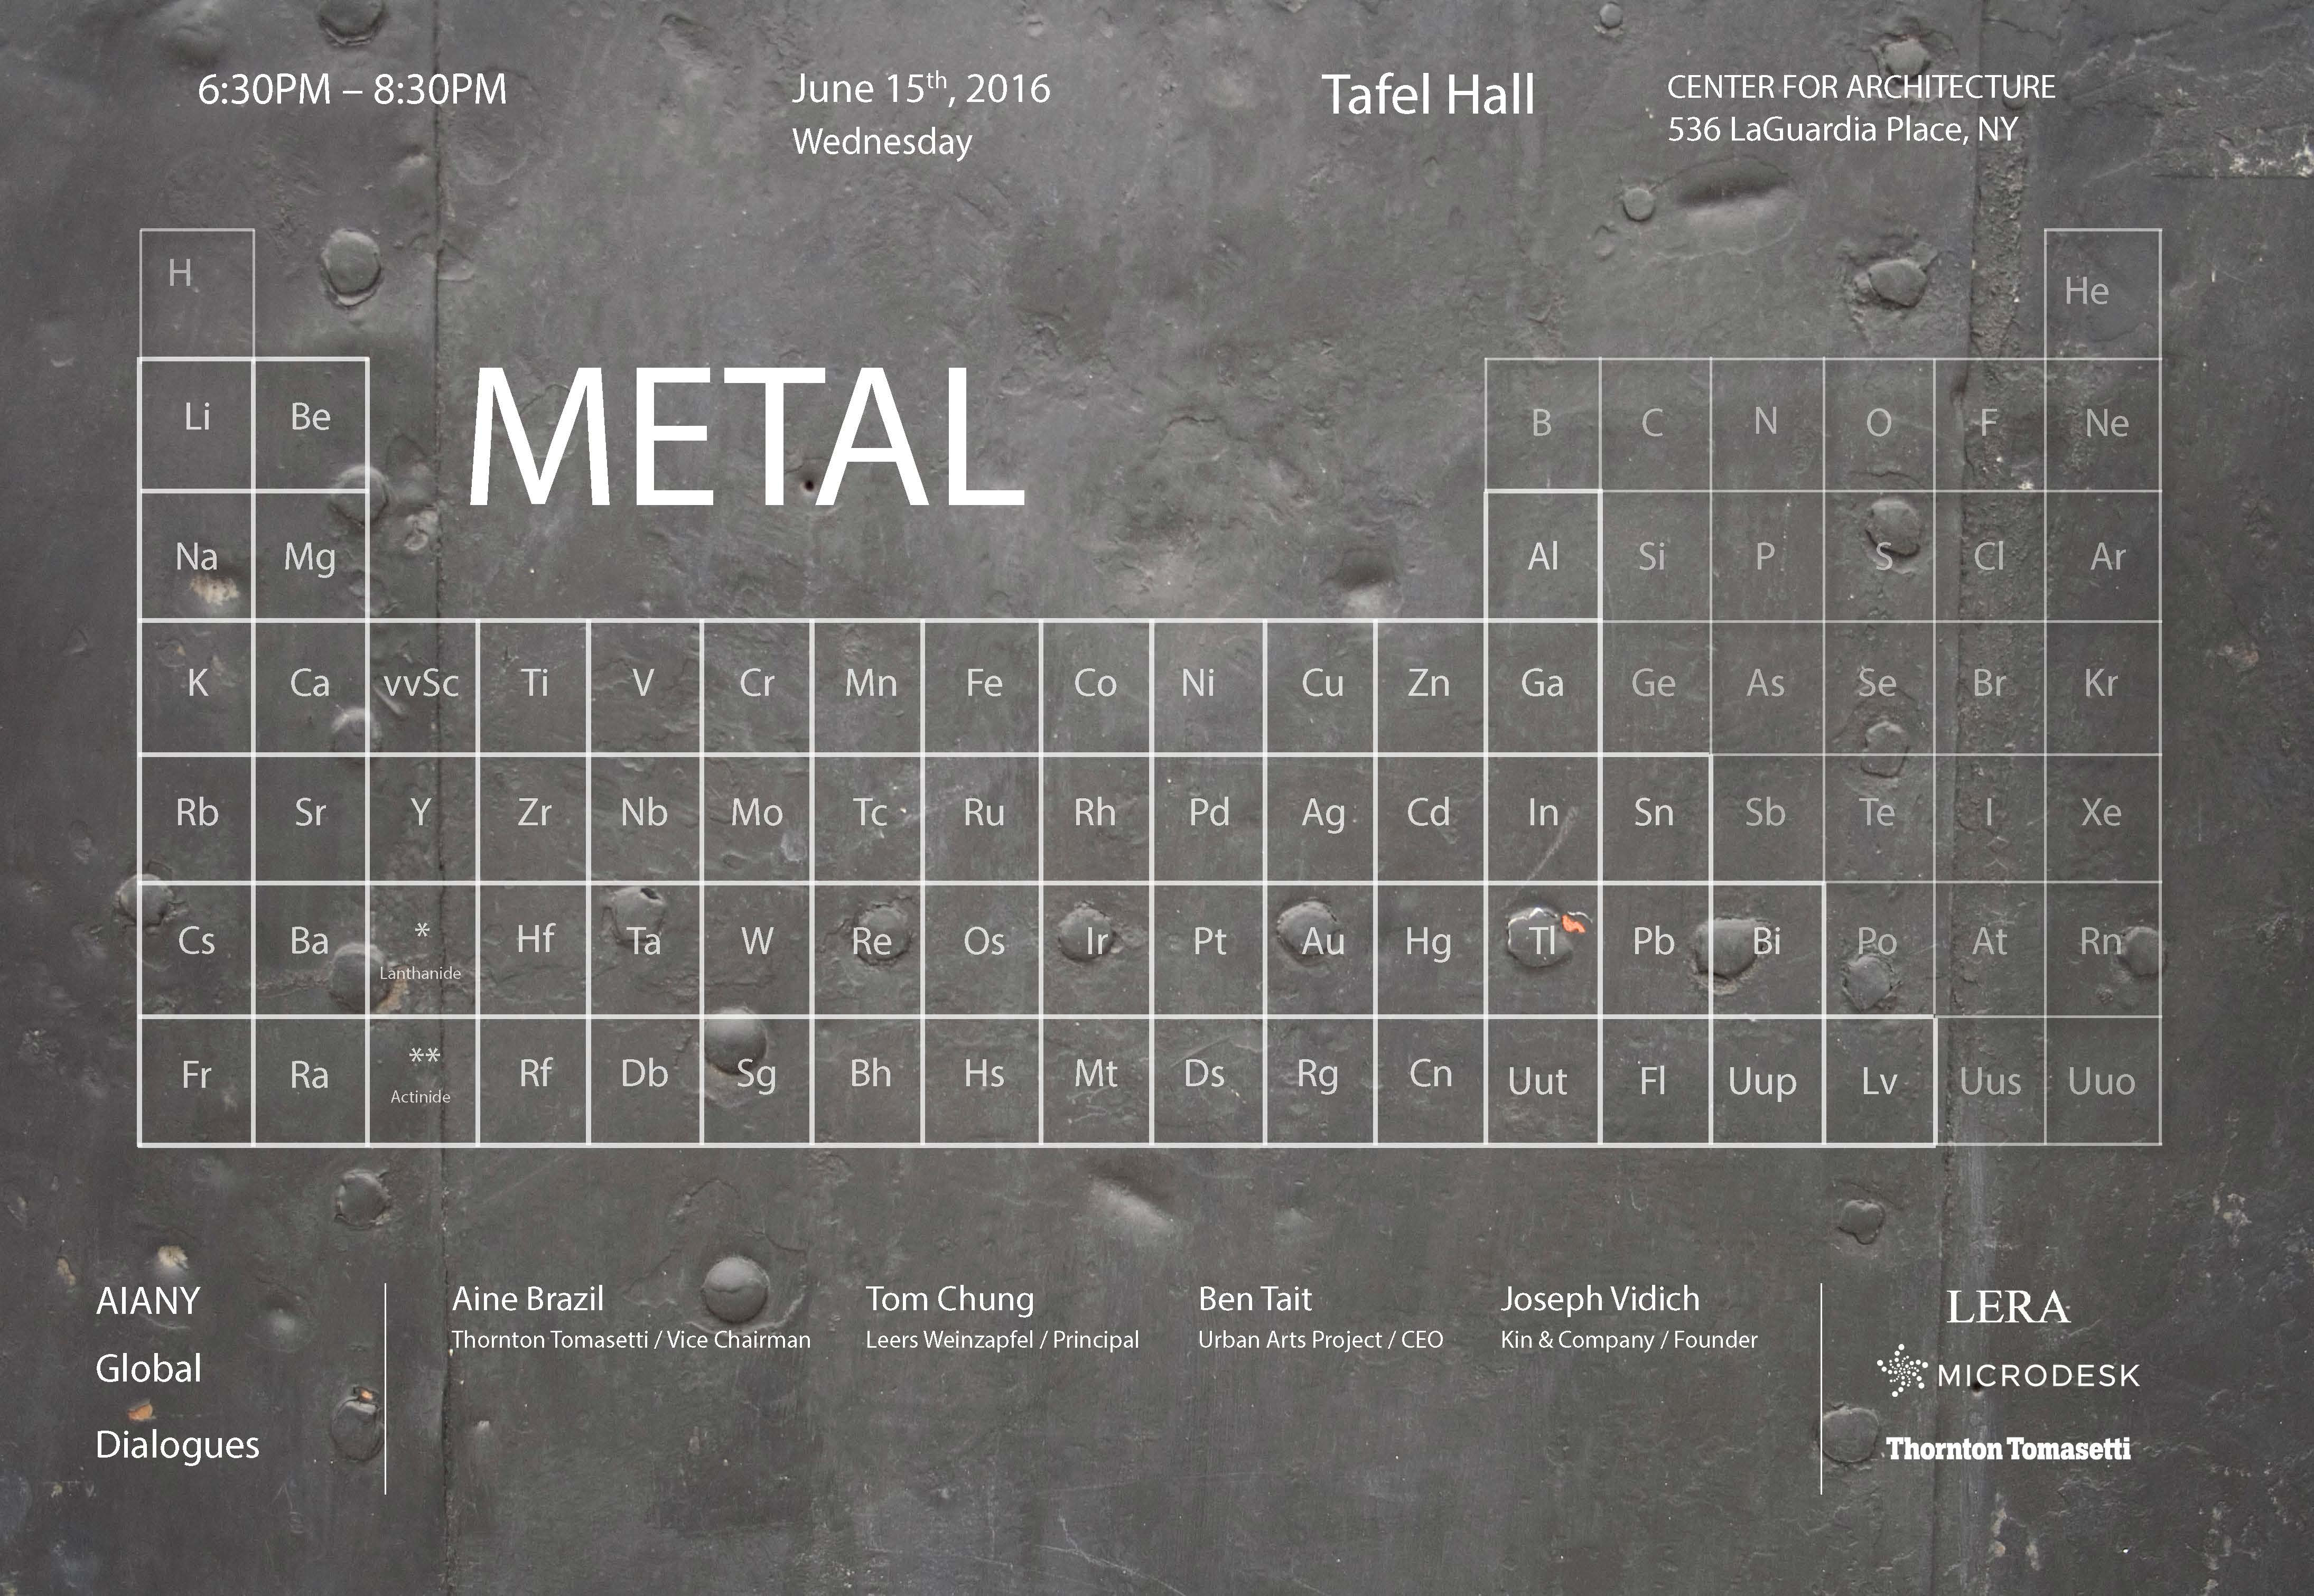 6:30PM – 8:30PM
June 15th, 2016
Wednesday
Tafel Hall
CENTER FOR ARCHITECTURE
536 LaGuardia Place, NY
H He
METAL
Li Be B C N O F Ne
Na Mg Al Si P S Cl Ar
K Ca vvSc Ti V Cr Mn Fe Co Ni Cu Zn Ga Ge As Se Br Kr
Rb Sr Y Zr Nb Mo Tc Ru Rh Pd Ag Cd In Sn Sb Te I Xe
Cs Ba * Hf Ta W Re Os Ir Pt Au Hg Tl Pb Bi Po At Rn
Lanthanide
Fr Ra ** Rf Db Sg Bh Hs Mt Ds Rg Cn Uut Fl Uup Lv Uus Uuo
Actinide
AIANY
Global
Dialogues
Aine Brazil
Thornton Tomasetti / Vice Chairman
Tom Chung
Leers Weinzapfel / Principal
Ben Tait
Urban Arts Project / CEO
Joseph Vidich
Kin & Company / Founder
LERA
MICRODESK
Thornton Tomasetti